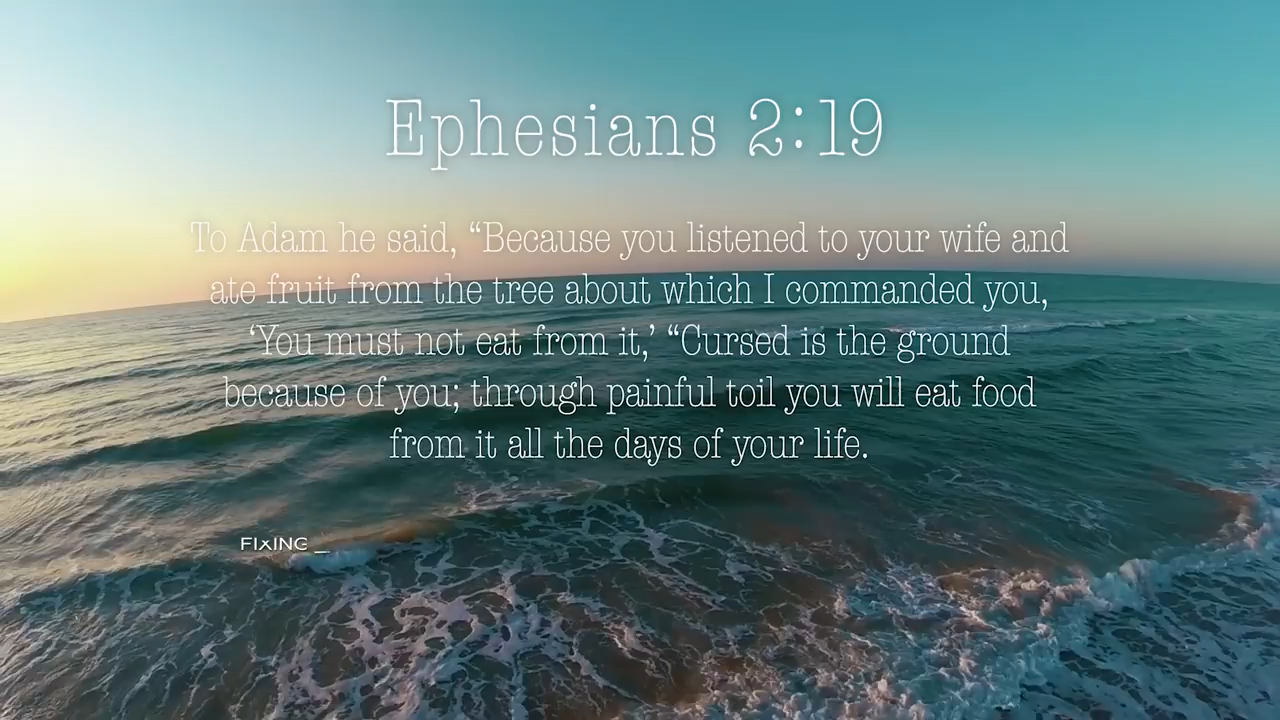 Ephesians 2:19
To Adam he said, “Because you listened to your wife and
ate fruit from the tree about which I commanded you,
‘You must not eat from it,’ “Cursed is the ground
because of you; through painful toil you will eat food
from it all the days of your life.
FIXING _